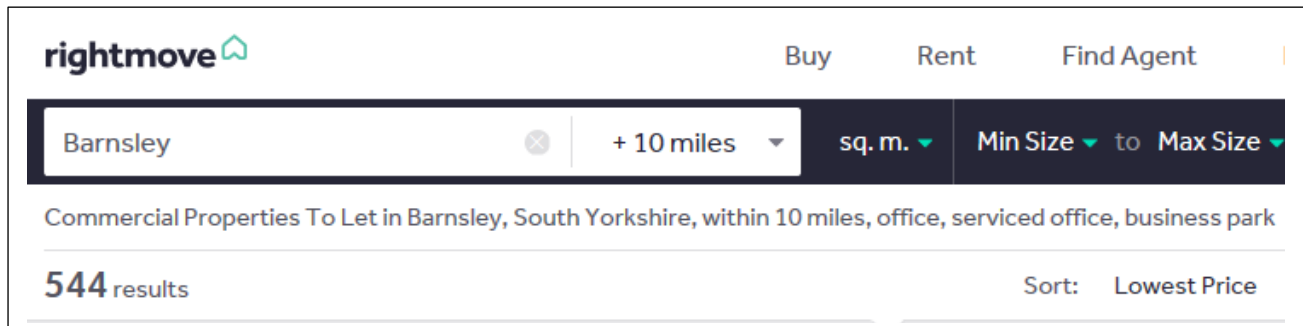 rightmove Buy Rent Find Agent
Barnsley + 10 miles sq. m. Min Size to Max Size
Commercial Properties To Let in Barnsley, South Yorkshire, within 10 miles, office, serviced office, business park
544 results Sort: Lowest Price